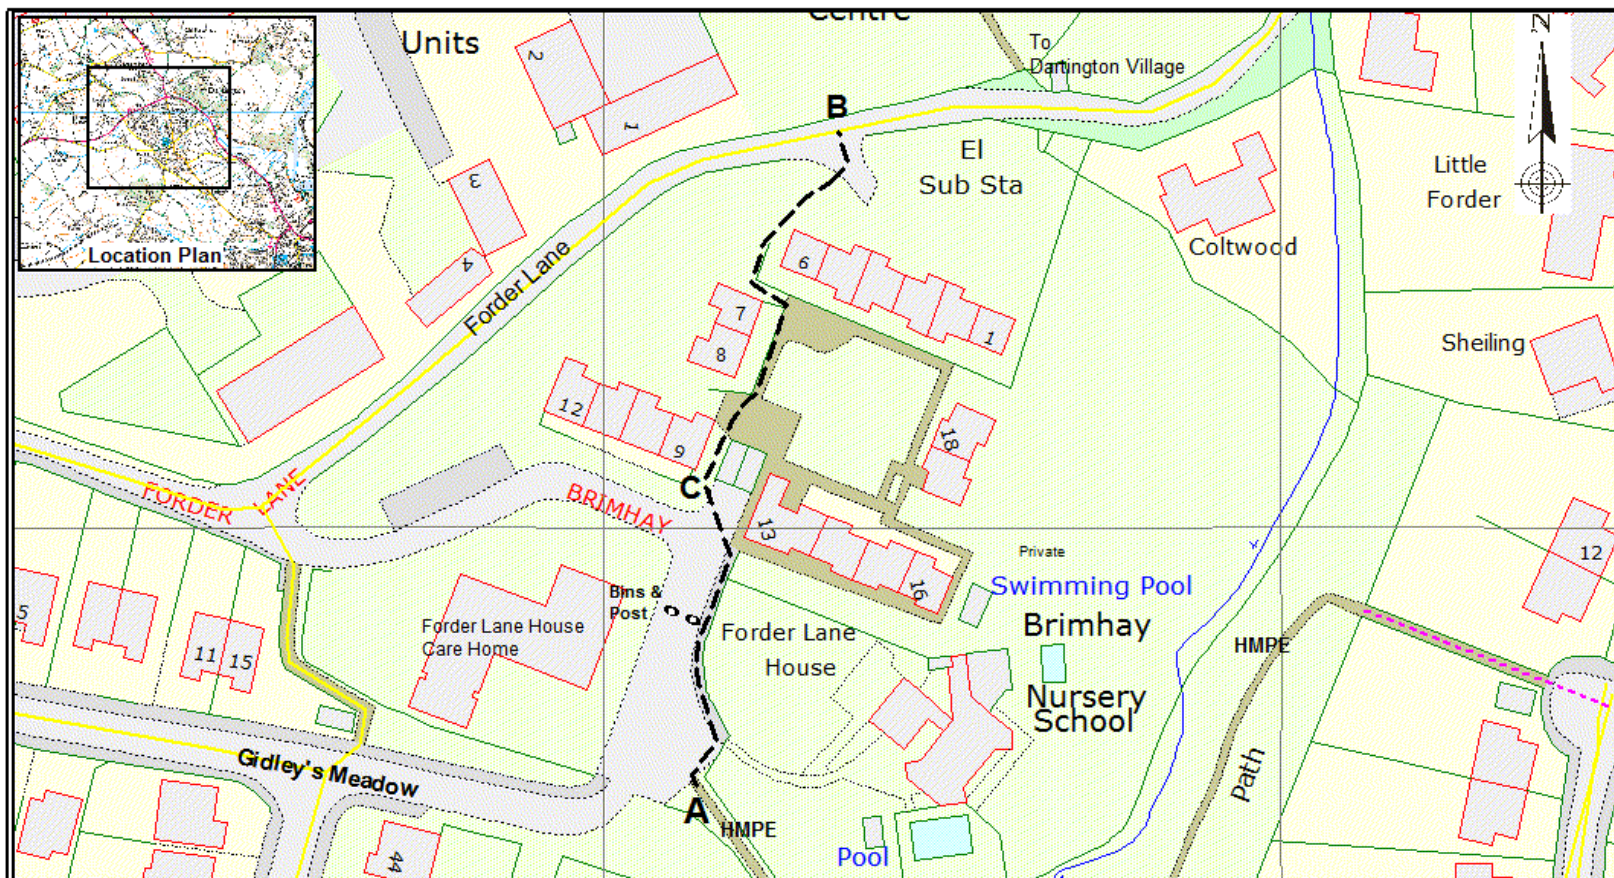 Centre
Units
To
Dartington Village
N
2
1
B
El
Sub Sta
Little
Forder
3
Coltwood
Location Plan
4
Forder Lane
6
7
1
8
Sheiling
12
9
18
C
FORDER LANE
BRIMHAY
13
Private
12
Swimming Pool
16
5
Bins &
Post
Forder Lane House
Care Home
Forder Lane
House
Brimhay
HMPE
11
15
Nursery
School
Gidley's Meadow
Path
A
HMPE
44
Pool